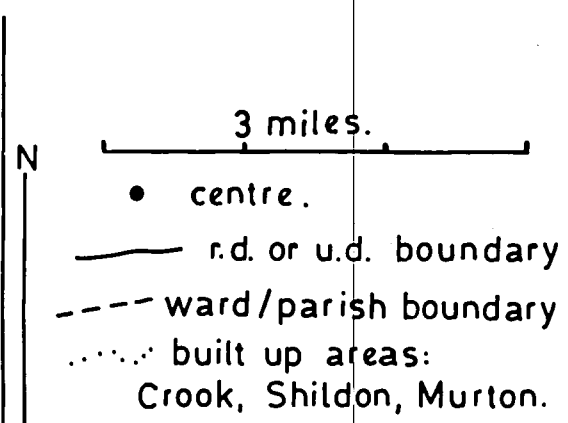 3 miles.
N
centre.
r.d. or u.d. boundary
ward/parish boundary
built up areas:
Crook, Shildon, Murton.